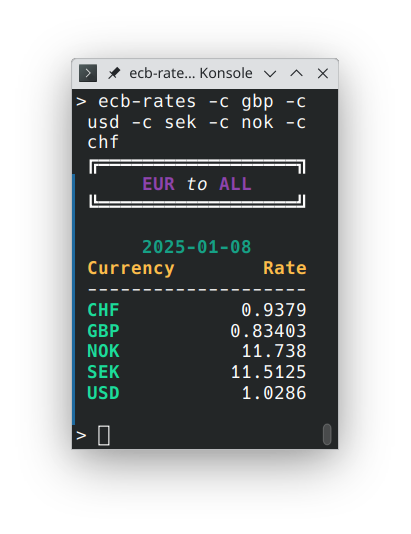 ecb-rate... Konsole
> ecb-rates -c gbp -c
usd -c sek -c nok -c
chf
EUR to ALL
2025-01-08
Currency Rate
--------------------
CHF 0.9379
GBP 0.83403
NOK 11.738
SEK 11.5125
USD 1.0286
>